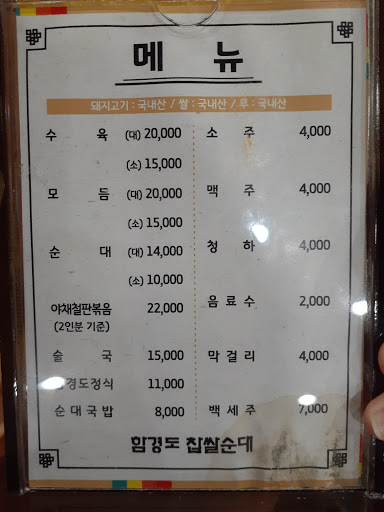 메 뉴
돼지고기 : 국내산 / 쌀 : 국내산 / 후 : 국내산
수 육 (대) 20,000
(소) 15,000
모 듬 (대) 20,000
(소) 15,000
순 대 (대) 14,000
(소) 10,000
야채철판볶음 22,000
(2인분 기준)
술 국 15,000
함경도정식 11,000
순대국밥 8,000
소 주 4,000
맥 주 4,000
청 하 4,000
음료수 2,000
막걸리 4,000
백세주 7,000
함경도 찹쌀순대